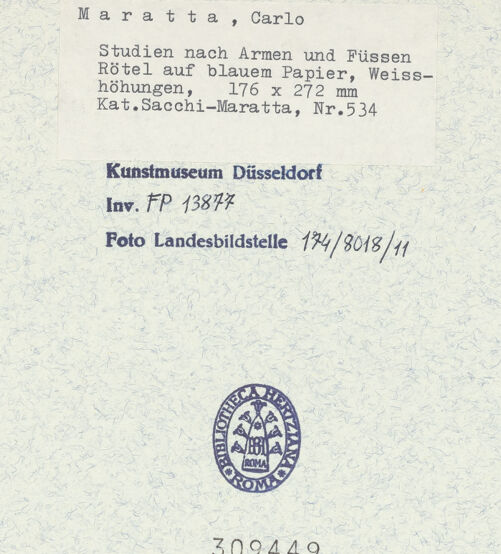 M a r a t t a , Carlo
Studien nach Armen und Füssen
Rötel auf blauem Papier, Weiss-
höhungen, 176 x 272 mm
Kat.Sacchi-Maratta, Nr.534
Kunstmuseum Düsseldorf
Inv. FP 13877
Foto Landesbildstelle 174/8018/11
BIBLIOTHECA HERTZIANA
ROMA
ROMA
309449